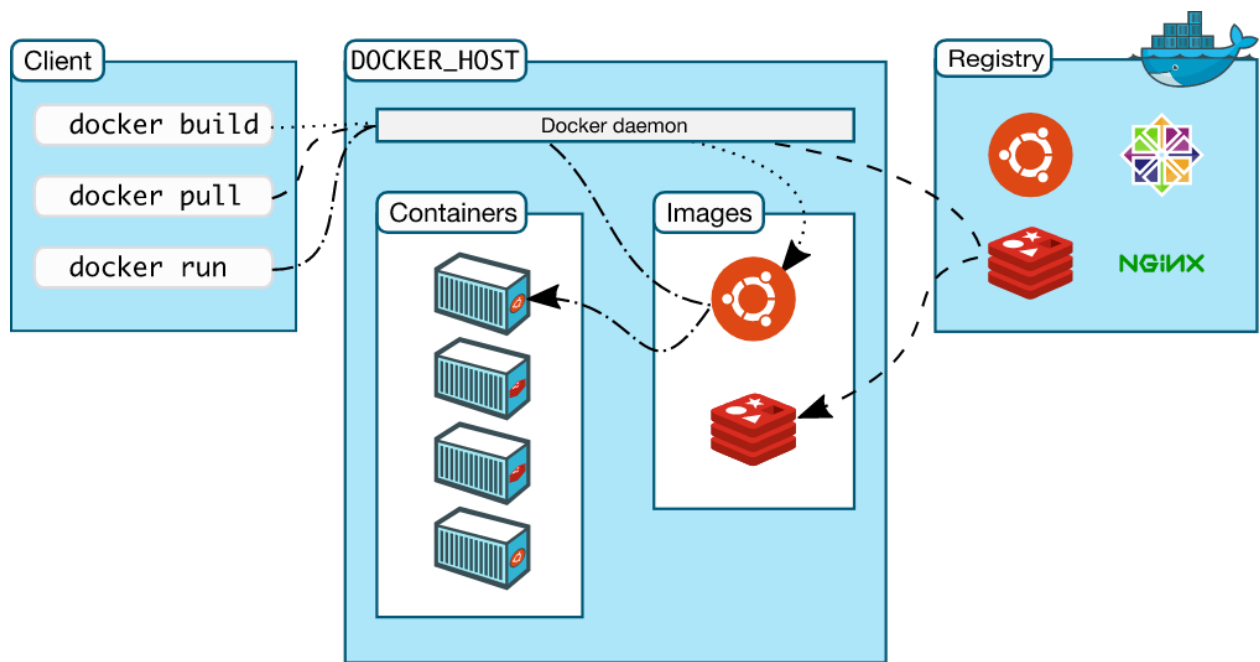 Client
docker build
docker pull
docker run
DOCKER_HOST
Docker daemon
Containers
Images
Registry
NGiNX